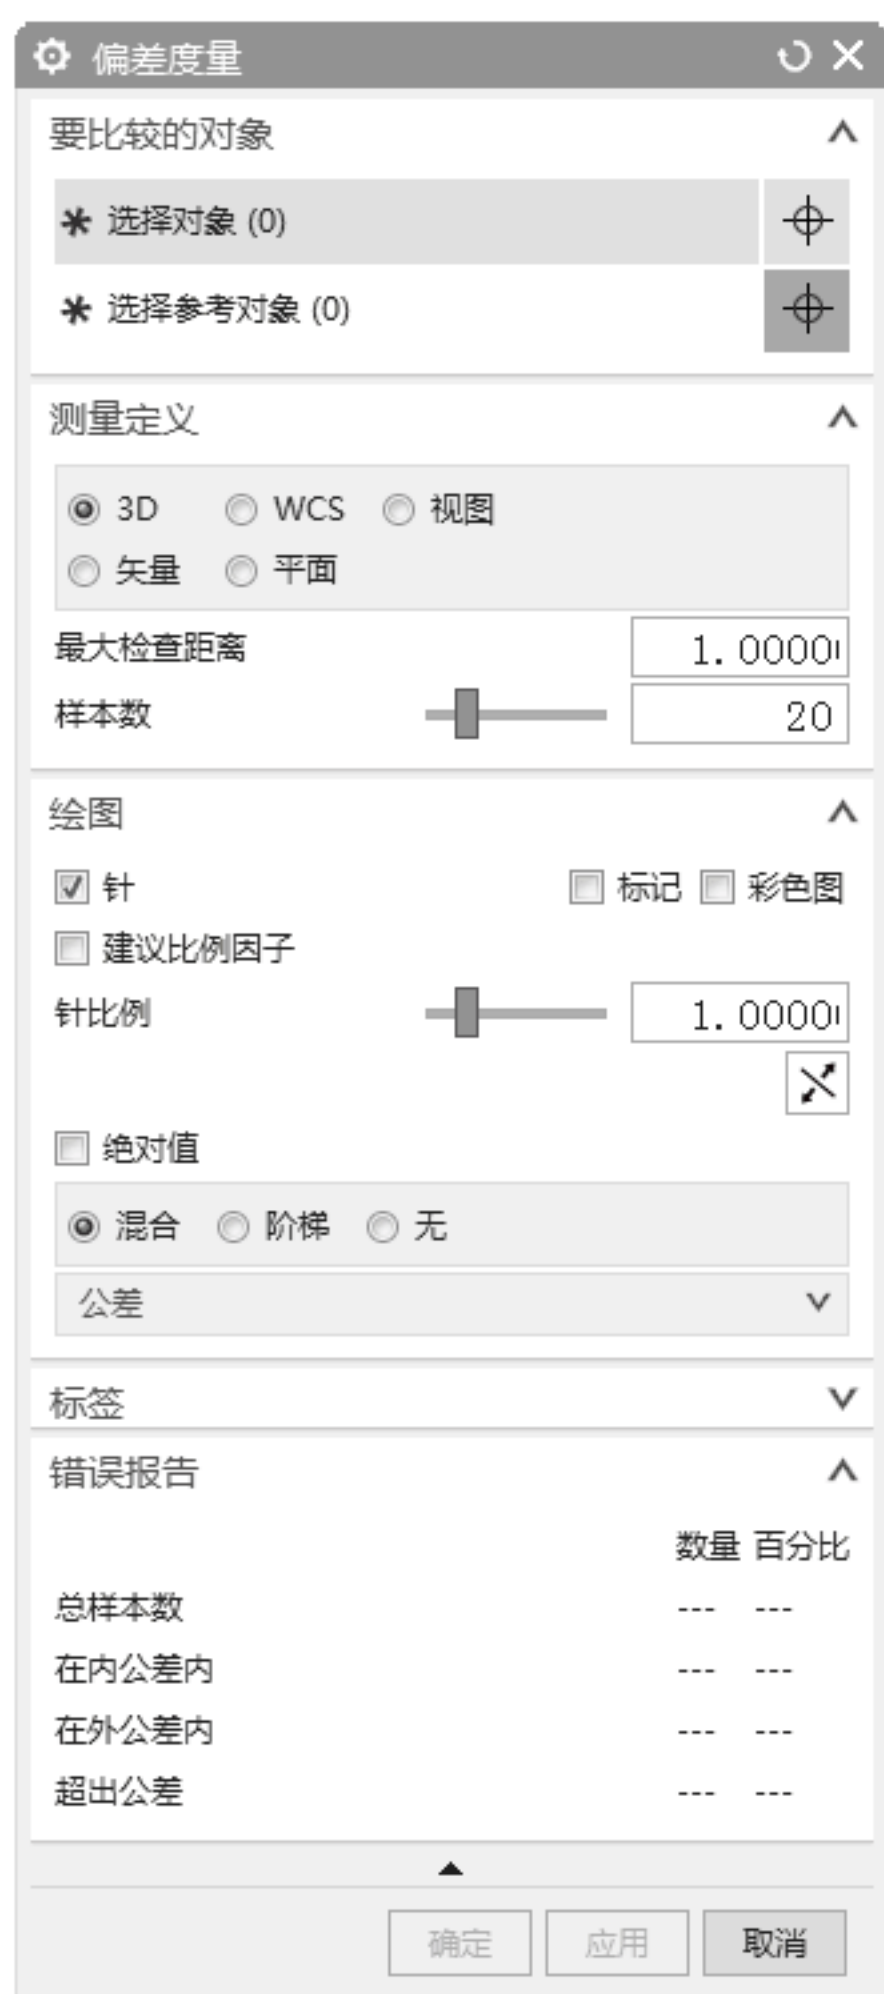 偏差度量
要比较的对象
* 选择对象 (0)
* 选择参考对象 (0)
测量定义
3D WCS 视图
矢量 平面
最大检查距离 1.0000
样本数 20
绘图
针 标记 彩色图
建议比例因子
针比例 1.0000
绝对值
混合 阶梯 无
公差
标签
错误报告
数量 百分比
总样本数 --- ---
在内公差内 --- ---
在外公差内 --- ---
超出公差 --- ---
确定 应用 取消